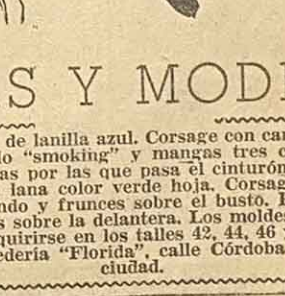 S Y MOD
de lanilla azul. Corsage con
"smoking" y mangas tres
as por las que pasa el cinturón
lana color verde hoja. Corsag
ndo y frunces sobre el busto.
s sobre la delantera. Los moldes
quirirse en los talles 42, 44, 46 y
edería "Florida", calle Córdoba
ciudad.